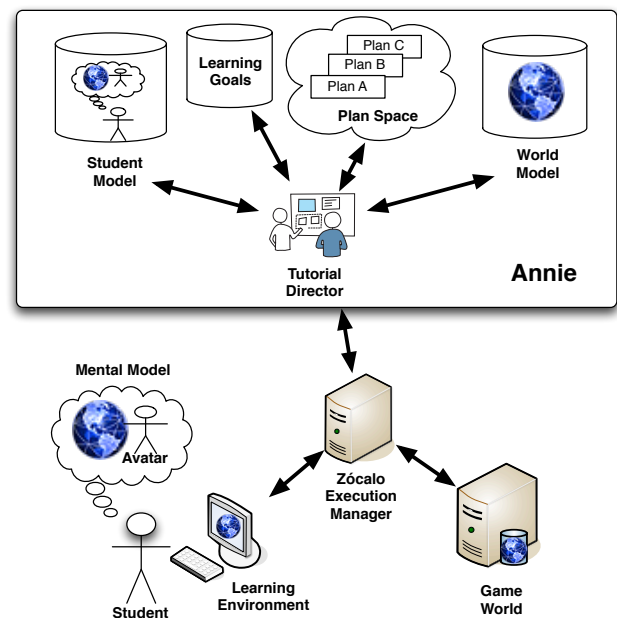 Learning
Goals
Plan C
Plan B
Plan A
Plan Space
Student
Model
World
Model
Tutorial
Director
Annie
Mental Model
Avatar
Zócalo
Execution
Manager
Learning
Environment
Student
Game
World